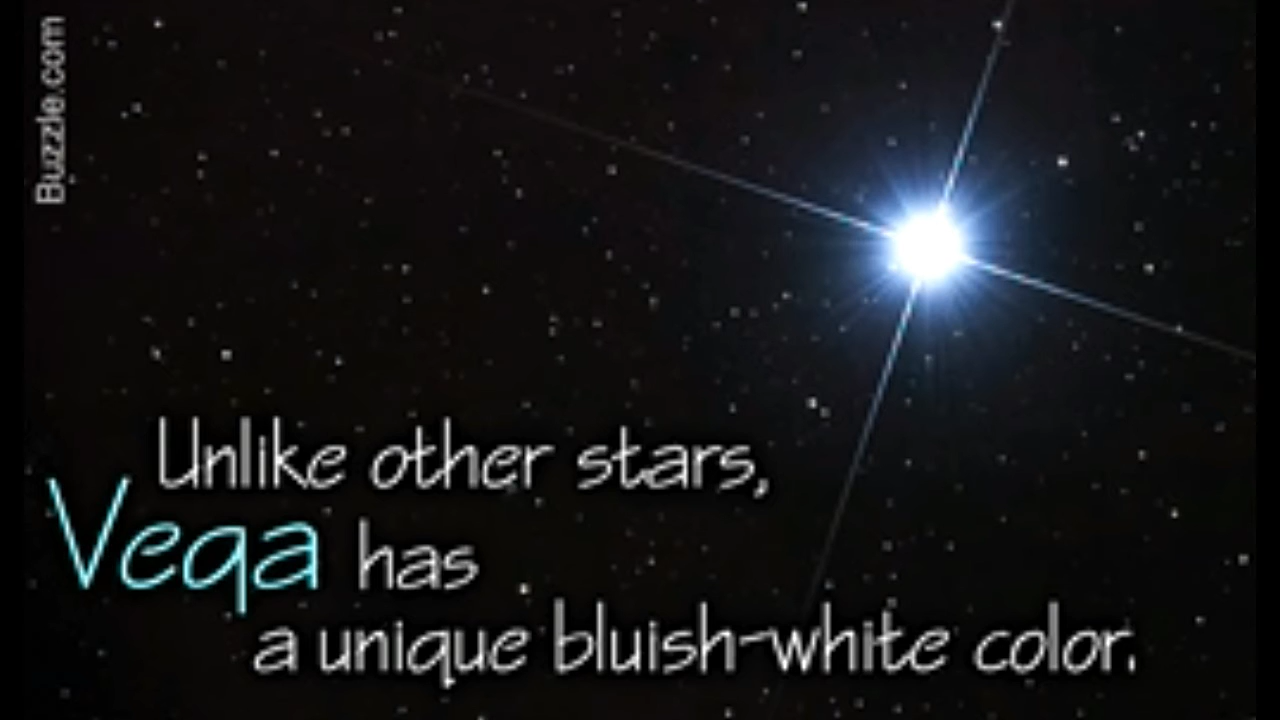 Buzzle.com
Unlike other stars,
Vega has
a unique bluish-white color.